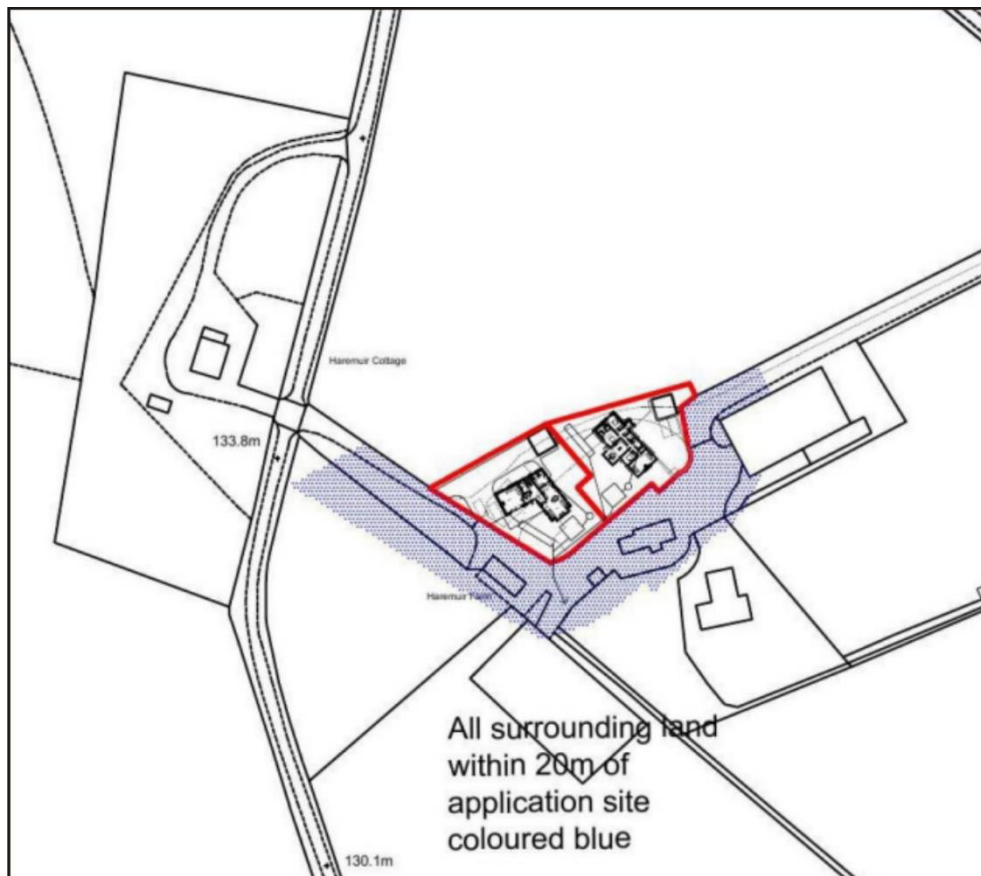 Haremuir Cottage
133.8m
Haremuir Farm
All surrounding land
within 20m of
application site
coloured blue
130.1m